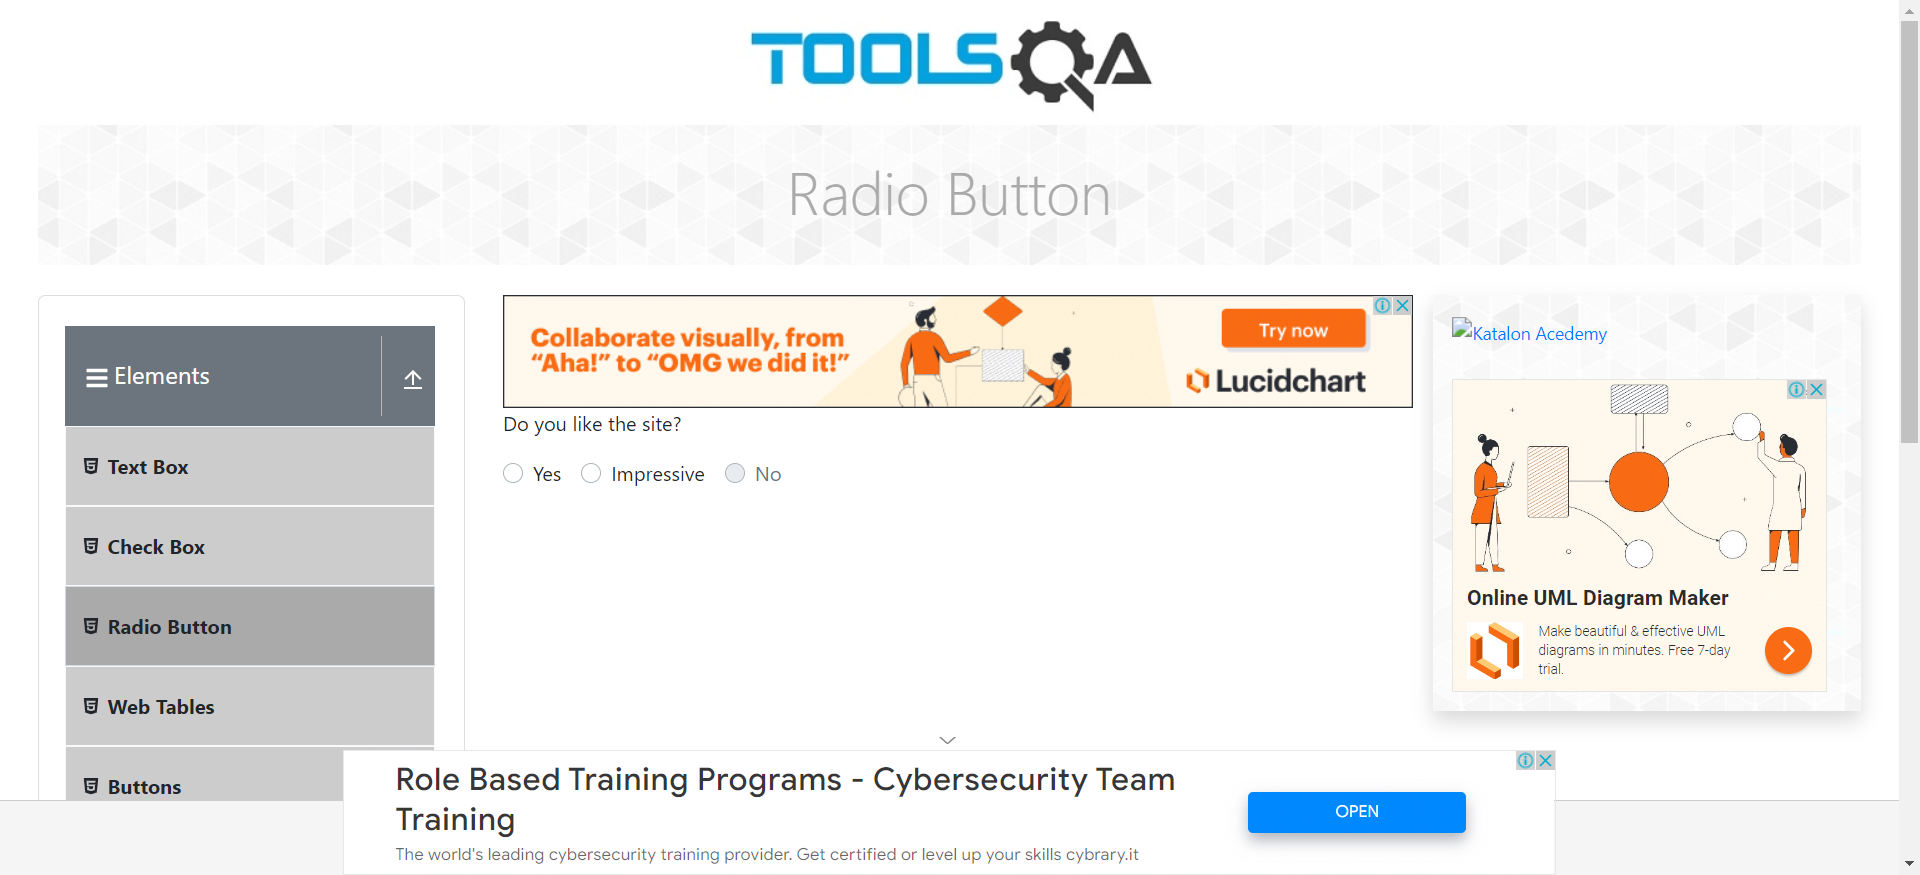 TOOLSQA
Radio Button
Elements
Text Box
Check Box
Radio Button
Web Tables
Buttons
Collaborate visually, from
“Aha!” to “OMG we did it!”
Try now
Lucidchart
Do you like the site?
Yes Impressive No
Katalon Acedemy
Online UML Diagram Maker
Make beautiful & effective UML
diagrams in minutes. Free 7-day
trial.
Role Based Training Programs - Cybersecurity Team
Training
The world's leading cybersecurity training provider. Get certified or level up your skills cybrary.it
OPEN